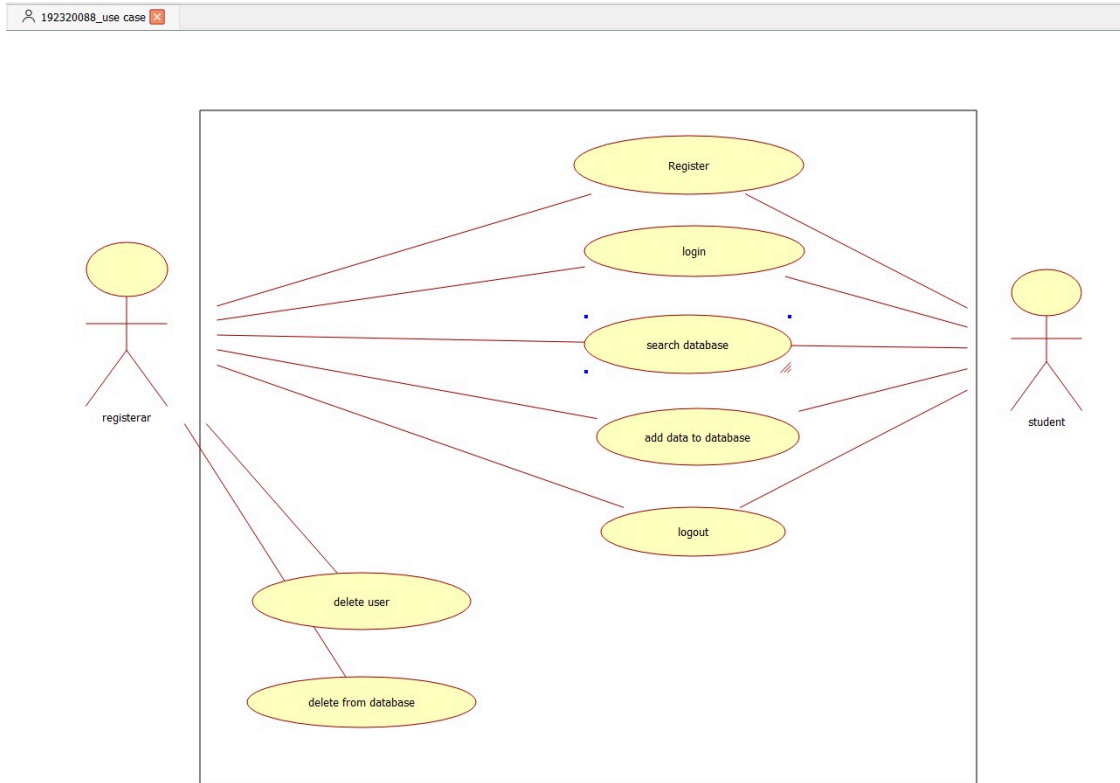 192320088_use case
Register
login
search database
registerar
student
add data to database
logout
delete user
delete from database